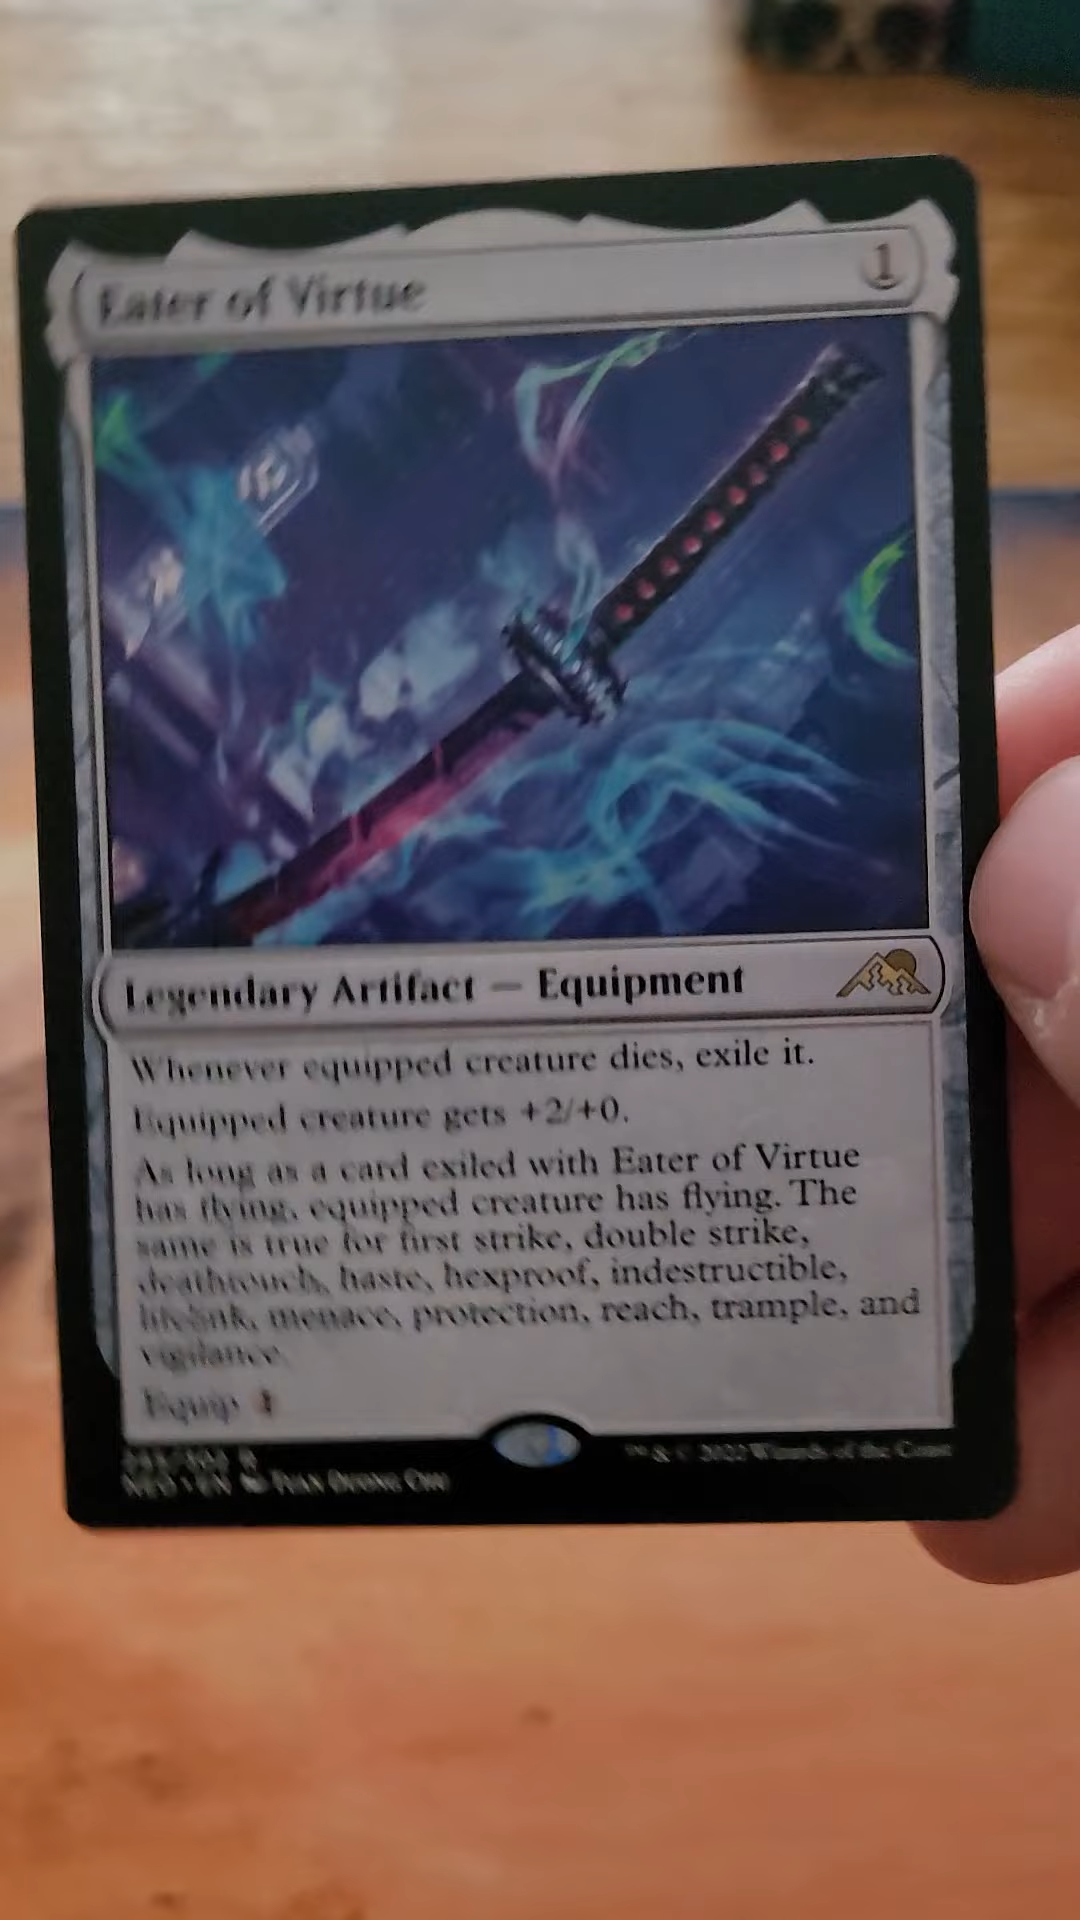 Eater of Virtue 1
Legendary Artifact — Equipment
Whenever equipped creature dies, exile it.
Equipped creature gets +2/+0.
As long as a card exiled with Eater of Virtue
has flying, equipped creature has flying. The
same is true for first strike, double strike,
deathtouch, haste, hexproof, indestructible,
lifelink, menace, protection, reach, trample, and
vigilance.
Equip
R ™ & © 2022 Wizards of the Coast
NEO • EN